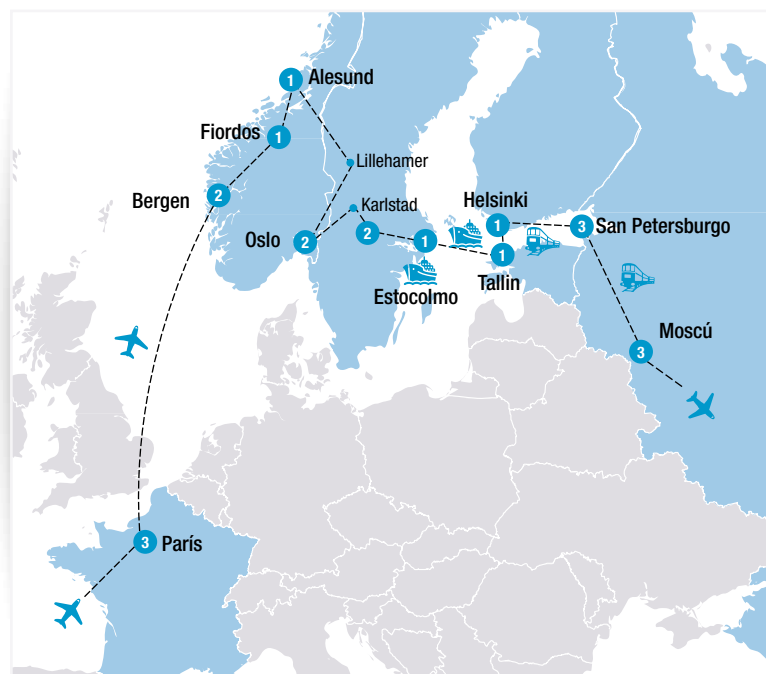 1 Alesund
Fiordos 1
Lillehamer
Bergen 2
Karlstad
Helsinki
1
Oslo 2
2
1
3 San Petersburgo
1
Tallin
Estocolmo
Moscú
3
3 París